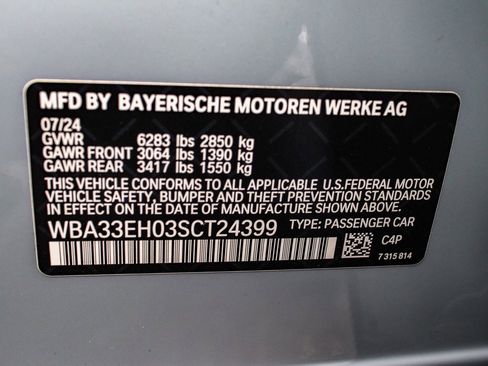 MFD BY BAYERISCHE MOTOREN WERKE AG
07/24
GVWR 6283 lbs 2850 kg
GAWR FRONT 3064 lbs 1390 kg
GAWR REAR 3417 lbs 1550 kg
THIS VEHICLE CONFORMS TO ALL APPLICABLE U.S.FEDERAL MOTOR
VEHICLE SAFETY, BUMPER AND THEFT PREVENTION STANDARDS
IN EFFECT ON THE DATE OF MANUFACTURE SHOWN ABOVE.
WBA33EH03SCT24399 TYPE: PASSENGER CAR
C4P
7 315 814